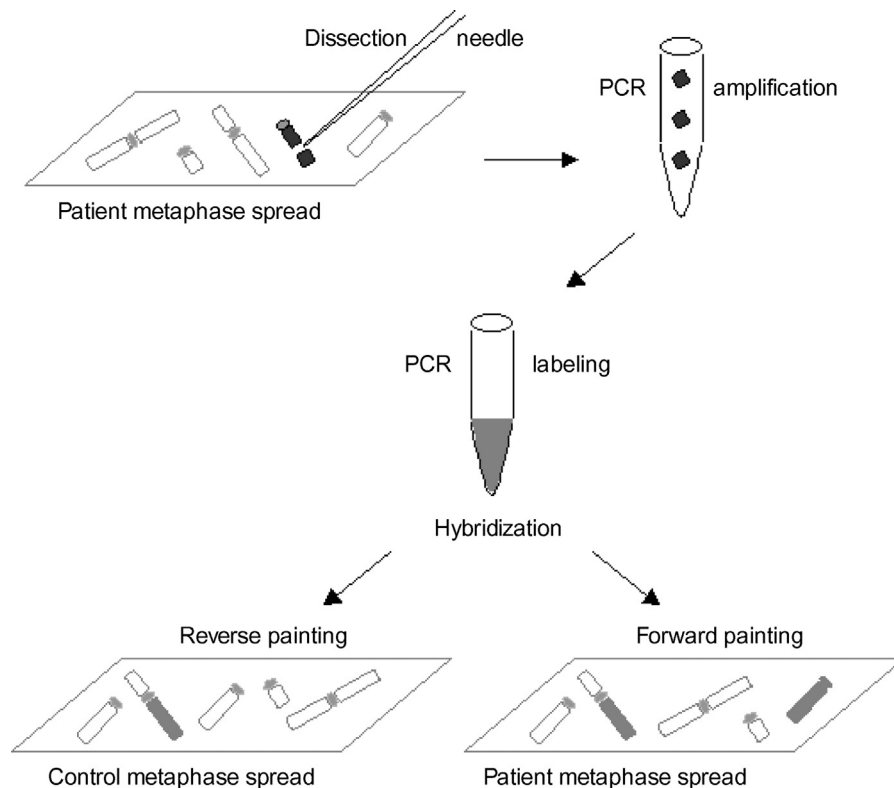 Dissection needle
PCR amplification
Patient metaphase spread
PCR labeling
Hybridization
Reverse painting
Forward painting
Control metaphase spread
Patient metaphase spread